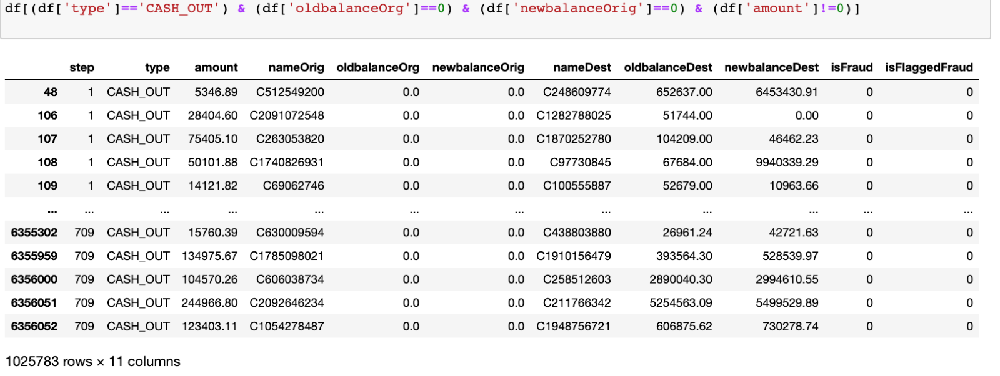 df[(df['type']=='CASH_OUT') & (df['oldbalanceOrg']==0) & (df['newbalanceOrig']==0) & (df['amount']!=0)]
step type amount nameOrig oldbalanceOrg newbalanceOrig nameDest oldbalanceDest newbalanceDest isFraud isFlaggedFraud
48 1 CASH_OUT 5346.89 C512549200 0.0 0.0 C248609774 652637.00 6453430.91 0 0
106 1 CASH_OUT 28404.60 C2091072548 0.0 0.0 C1282788025 51744.00 0.00 0 0
107 1 CASH_OUT 75405.10 C263053820 0.0 0.0 C1870252780 104209.00 46462.23 0 0
108 1 CASH_OUT 50101.88 C1740826931 0.0 0.0 C97730845 67684.00 9940339.29 0 0
109 1 CASH_OUT 14121.82 C69062746 0.0 0.0 C100555887 52679.00 10963.66 0 0
... ... ... ... ... ... ... ... ... ... ... ...
6355302 709 CASH_OUT 15760.39 C630009594 0.0 0.0 C438803880 26961.24 42721.63 0 0
6355959 709 CASH_OUT 134975.67 C1785098021 0.0 0.0 C1910156479 393564.30 528539.97 0 0
6356000 709 CASH_OUT 104570.26 C606038734 0.0 0.0 C258512603 2890040.30 2994610.55 0 0
6356051 709 CASH_OUT 244966.80 C2092646234 0.0 0.0 C211766342 5254563.09 5499529.89 0 0
6356052 709 CASH_OUT 123403.11 C1054278487 0.0 0.0 C1948756721 606875.62 730278.74 0 0
1025783 rows × 11 columns